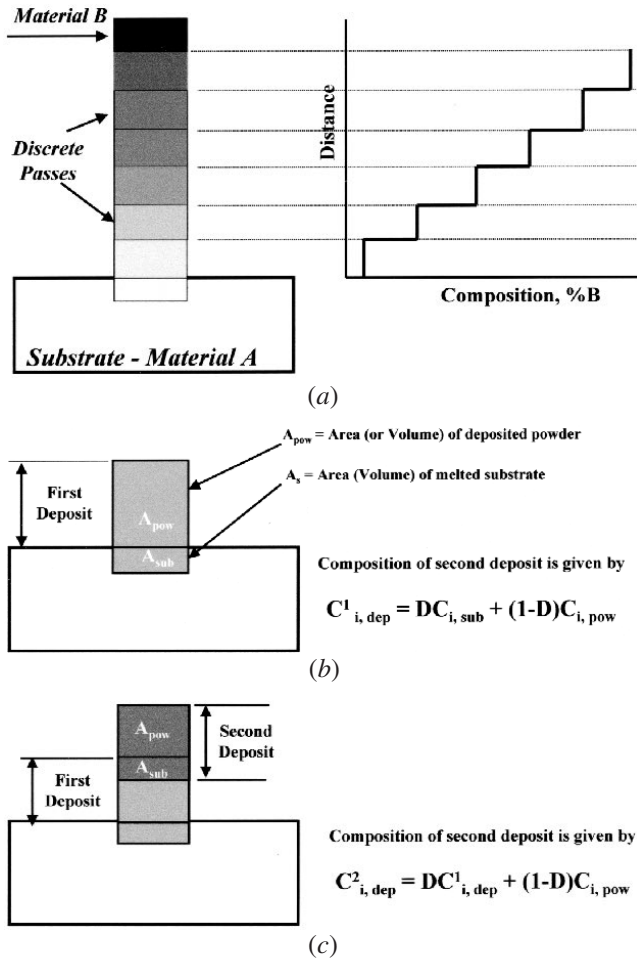 Material B
Discrete
Passes
Substrate - Material A
Distance
Composition, %B
(a)
A_pow = Area (or Volume) of deposited powder
A_s = Area (Volume) of melted substrate
First
Deposit
A_pow
A_sub
Composition of second deposit is given by
C^1_i, dep = DC_i, sub + (1-D)C_i, pow
(b)
A_pow
Second
Deposit
A_sub
First
Deposit
Composition of second deposit is given by
C^2_i, dep = DC^1_i, dep + (1-D)C_i, pow
(c)